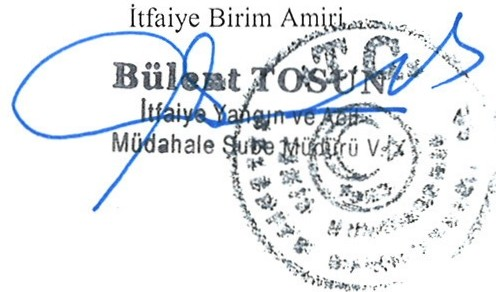 İtfaiye Birim Amiri
Bülent TOSUN
İtfaiye Yangın ve Acil
Müdahale Şube Müdürü V.
T.C.